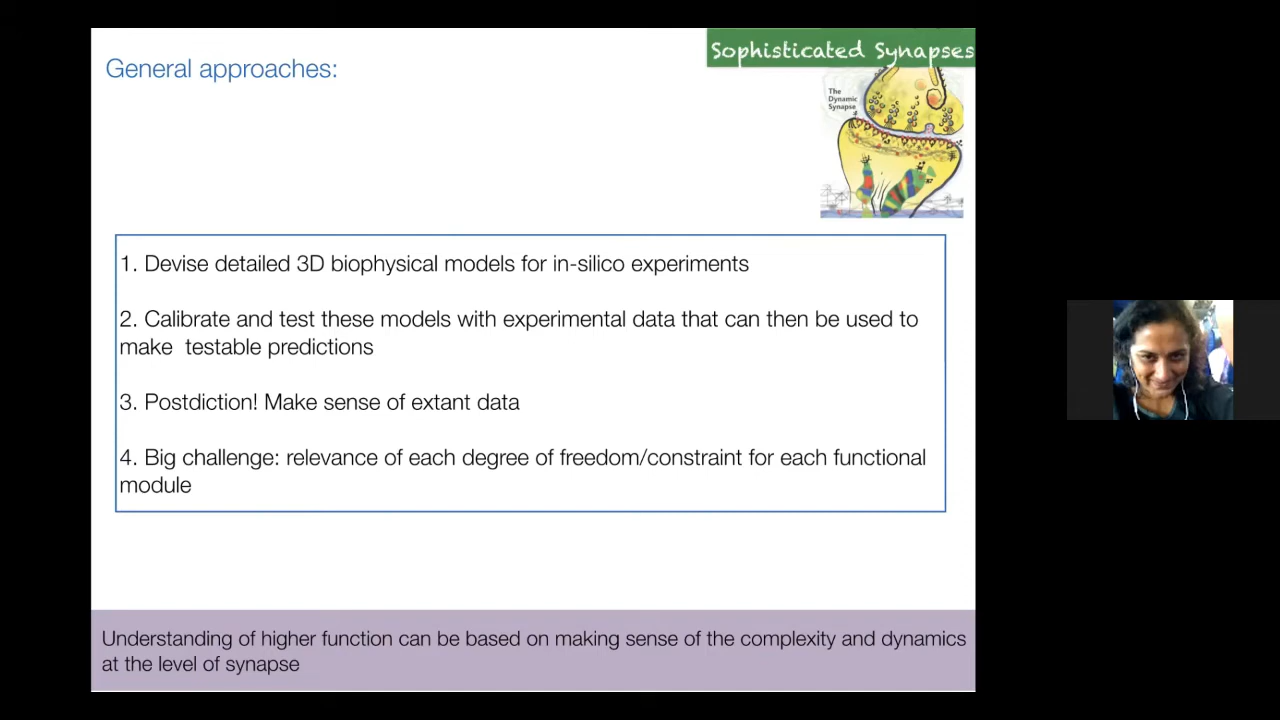 Sophisticated Synapses
General approaches:
The
Dynamic
Synapse
1. Devise detailed 3D biophysical models for in-silico experiments
2. Calibrate and test these models with experimental data that can then be used to
make testable predictions
3. Postdiction! Make sense of extant data
4. Big challenge: relevance of each degree of freedom/constraint for each functional
module
Understanding of higher function can be based on making sense of the complexity and dynamics
at the level of synapse